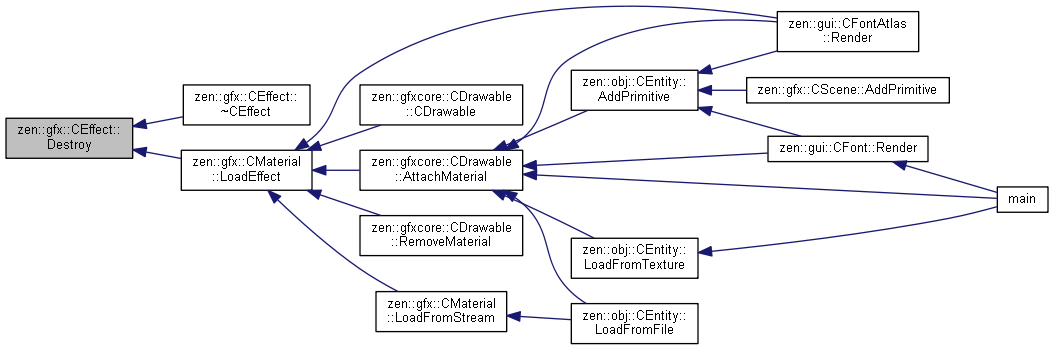 zen::gfx::CEffect::
Destroy
zen::gfx::CEffect::
~CEffect
zen::gfx::CMaterial
::LoadEffect
zen::gfxcore::CDrawable
::CDrawable
zen::gfxcore::CDrawable
::AttachMaterial
zen::gfxcore::CDrawable
::RemoveMaterial
zen::gfx::CMaterial
::LoadFromStream
zen::obj::CEntity::
AddPrimitive
zen::obj::CEntity::
LoadFromTexture
zen::obj::CEntity::
LoadFromFile
zen::gui::CFontAtlas
::Render
zen::gfx::CScene::AddPrimitive
zen::gui::CFont::Render
main